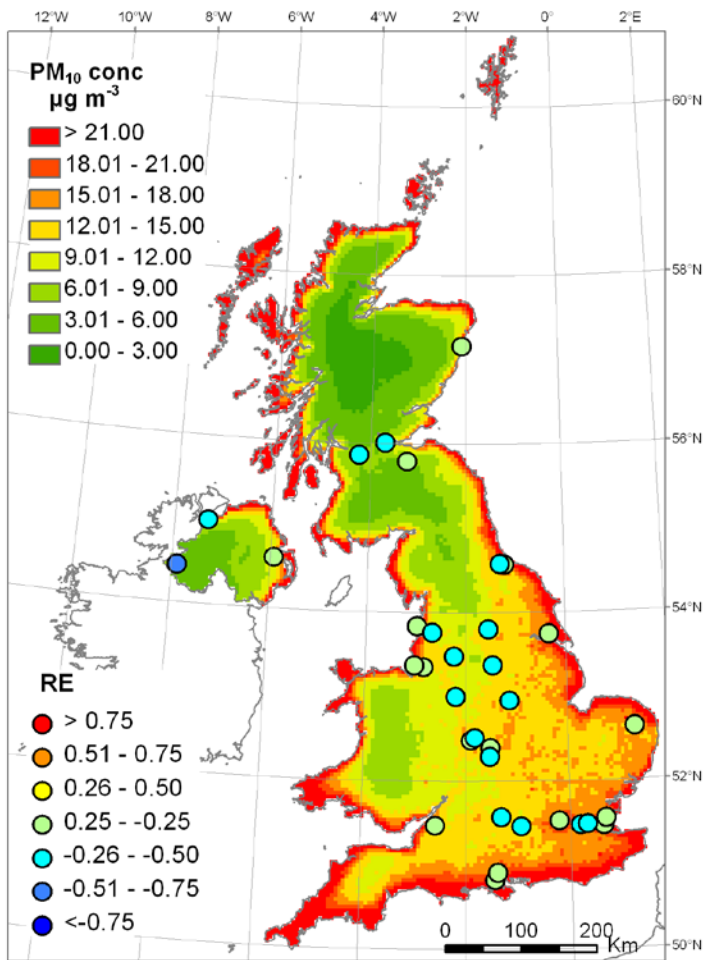 12°W 10°W 8°W 6°W 4°W 2°W 0° 2°E
PM10 conc
µg m-3
> 21.00
18.01 - 21.00
15.01 - 18.00
12.01 - 15.00
9.01 - 12.00
6.01 - 9.00
3.01 - 6.00
0.00 - 3.00
60°N
58°N
56°N
54°N
52°N
50°N
RE
> 0.75
0.51 - 0.75
0.26 - 0.50
0.25 - -0.25
-0.26 - -0.50
-0.51 - -0.75
<-0.75
0 100 200
Km